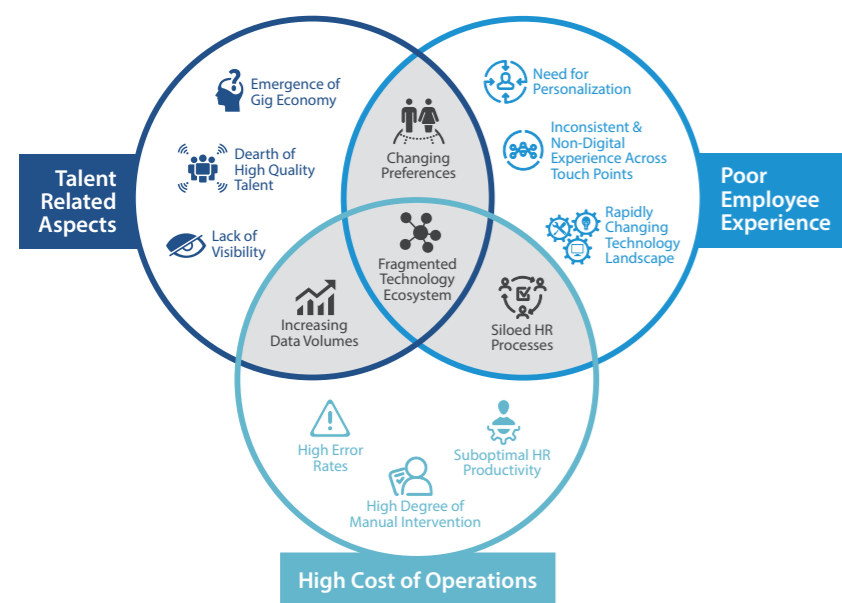 Emergence of
Gig Economy
Dearth of
High Quality
Talent
Lack of
Visibility
Talent
Related
Aspects
Changing
Preferences
Need for
Personalization
Inconsistent &
Non-Digital
Experience Across
Touch Points
Rapidly
Changing
Technology
Landscape
Poor
Employee
Experience
Fragmented
Technology
Ecosystem
Increasing
Data Volumes
Siloed HR
Processes
High Error
Rates
Suboptimal HR
Productivity
High Degree of
Manual Intervention
High Cost of Operations